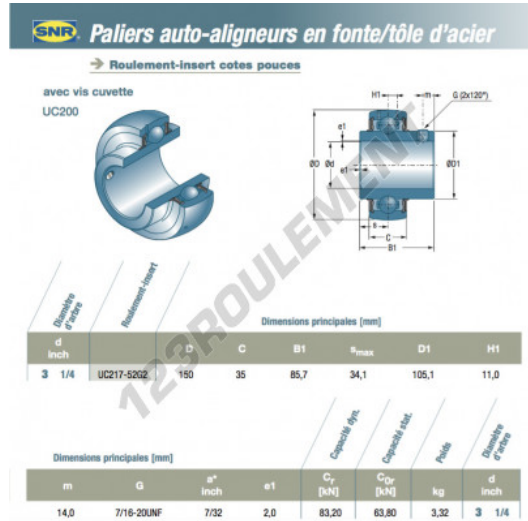 SNR Paliers auto-aligneurs en fonte/tôle d'acier
Roulement-insert cotes pouces
avec vis cuvette
UC200
H1 m G (2x120°)
e1
ØD Ød ØD1
e1
s
C
B1
123ROULEMENT
Diamètre d'arbre Roulement-insert
Dimensions principales [mm]
d inch D C B1 smax D1 H1
3 1/4 UC217-52G2 150 35 85,7 34,1 105,1 11,0
Capacité dyn. Capacité stat. Poids Diamètre d'arbre
Dimensions principales [mm]
m G a* inch e1 Cr [kN] C0r [kN] kg d inch
14,0 7/16-20UNF 7/32 2,0 83,20 63,80 3,32 3 1/4